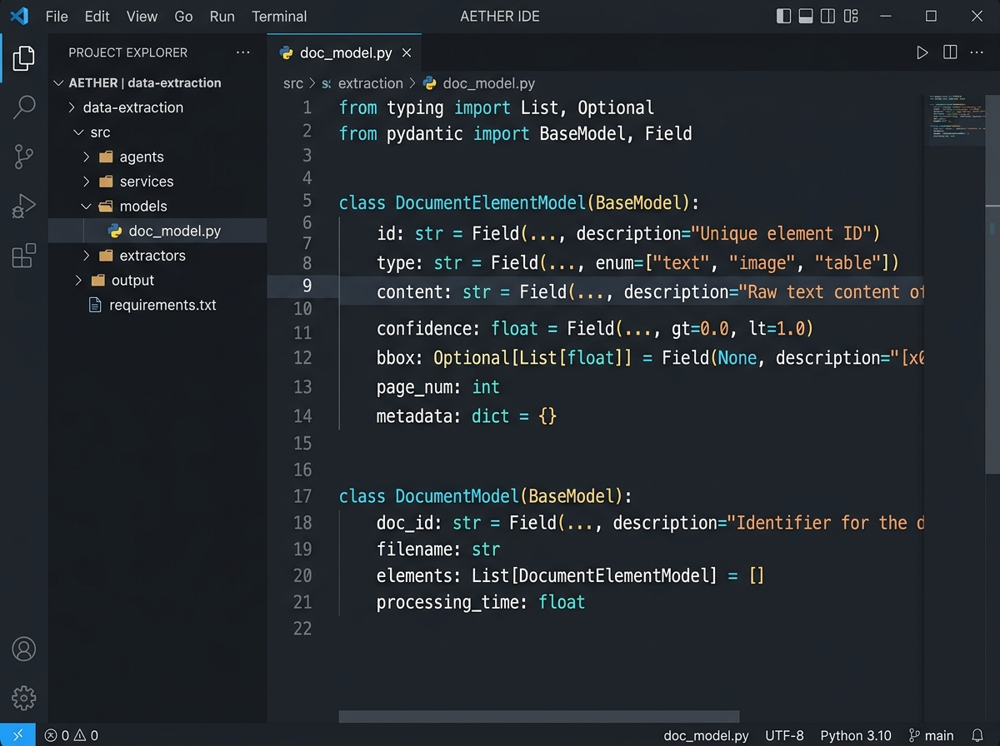 File Edit View Go Run Terminal AETHER IDE
PROJECT EXPLORER ...
AETHER | data-extraction
data-extraction
src
agents
services
models
doc_model.py
extractors
output
requirements.txt
doc_model.py
src > extraction > doc_model.py
1 from typing import List, Optional
2 from pydantic import BaseModel, Field
3
4
5 class DocumentElementModel(BaseModel):
6 id: str = Field(..., description="Unique element ID")
7
8 type: str = Field(..., enum=["text", "image", "table"])
9 content: str = Field(..., description="Raw text content of
10
11 confidence: float = Field(..., gt=0.0, lt=1.0)
12 bbox: Optional[List[float]] = Field(None, description="[x0
13 page_num: int
14 metadata: dict = {}
15
16
17 class DocumentModel(BaseModel):
18 doc_id: str = Field(..., description="Identifier for the d
19 filename: str
20 elements: List[DocumentElementModel] = []
21 processing_time: float
22
0 0 doc_model.py UTF-8 Python 3.10 main